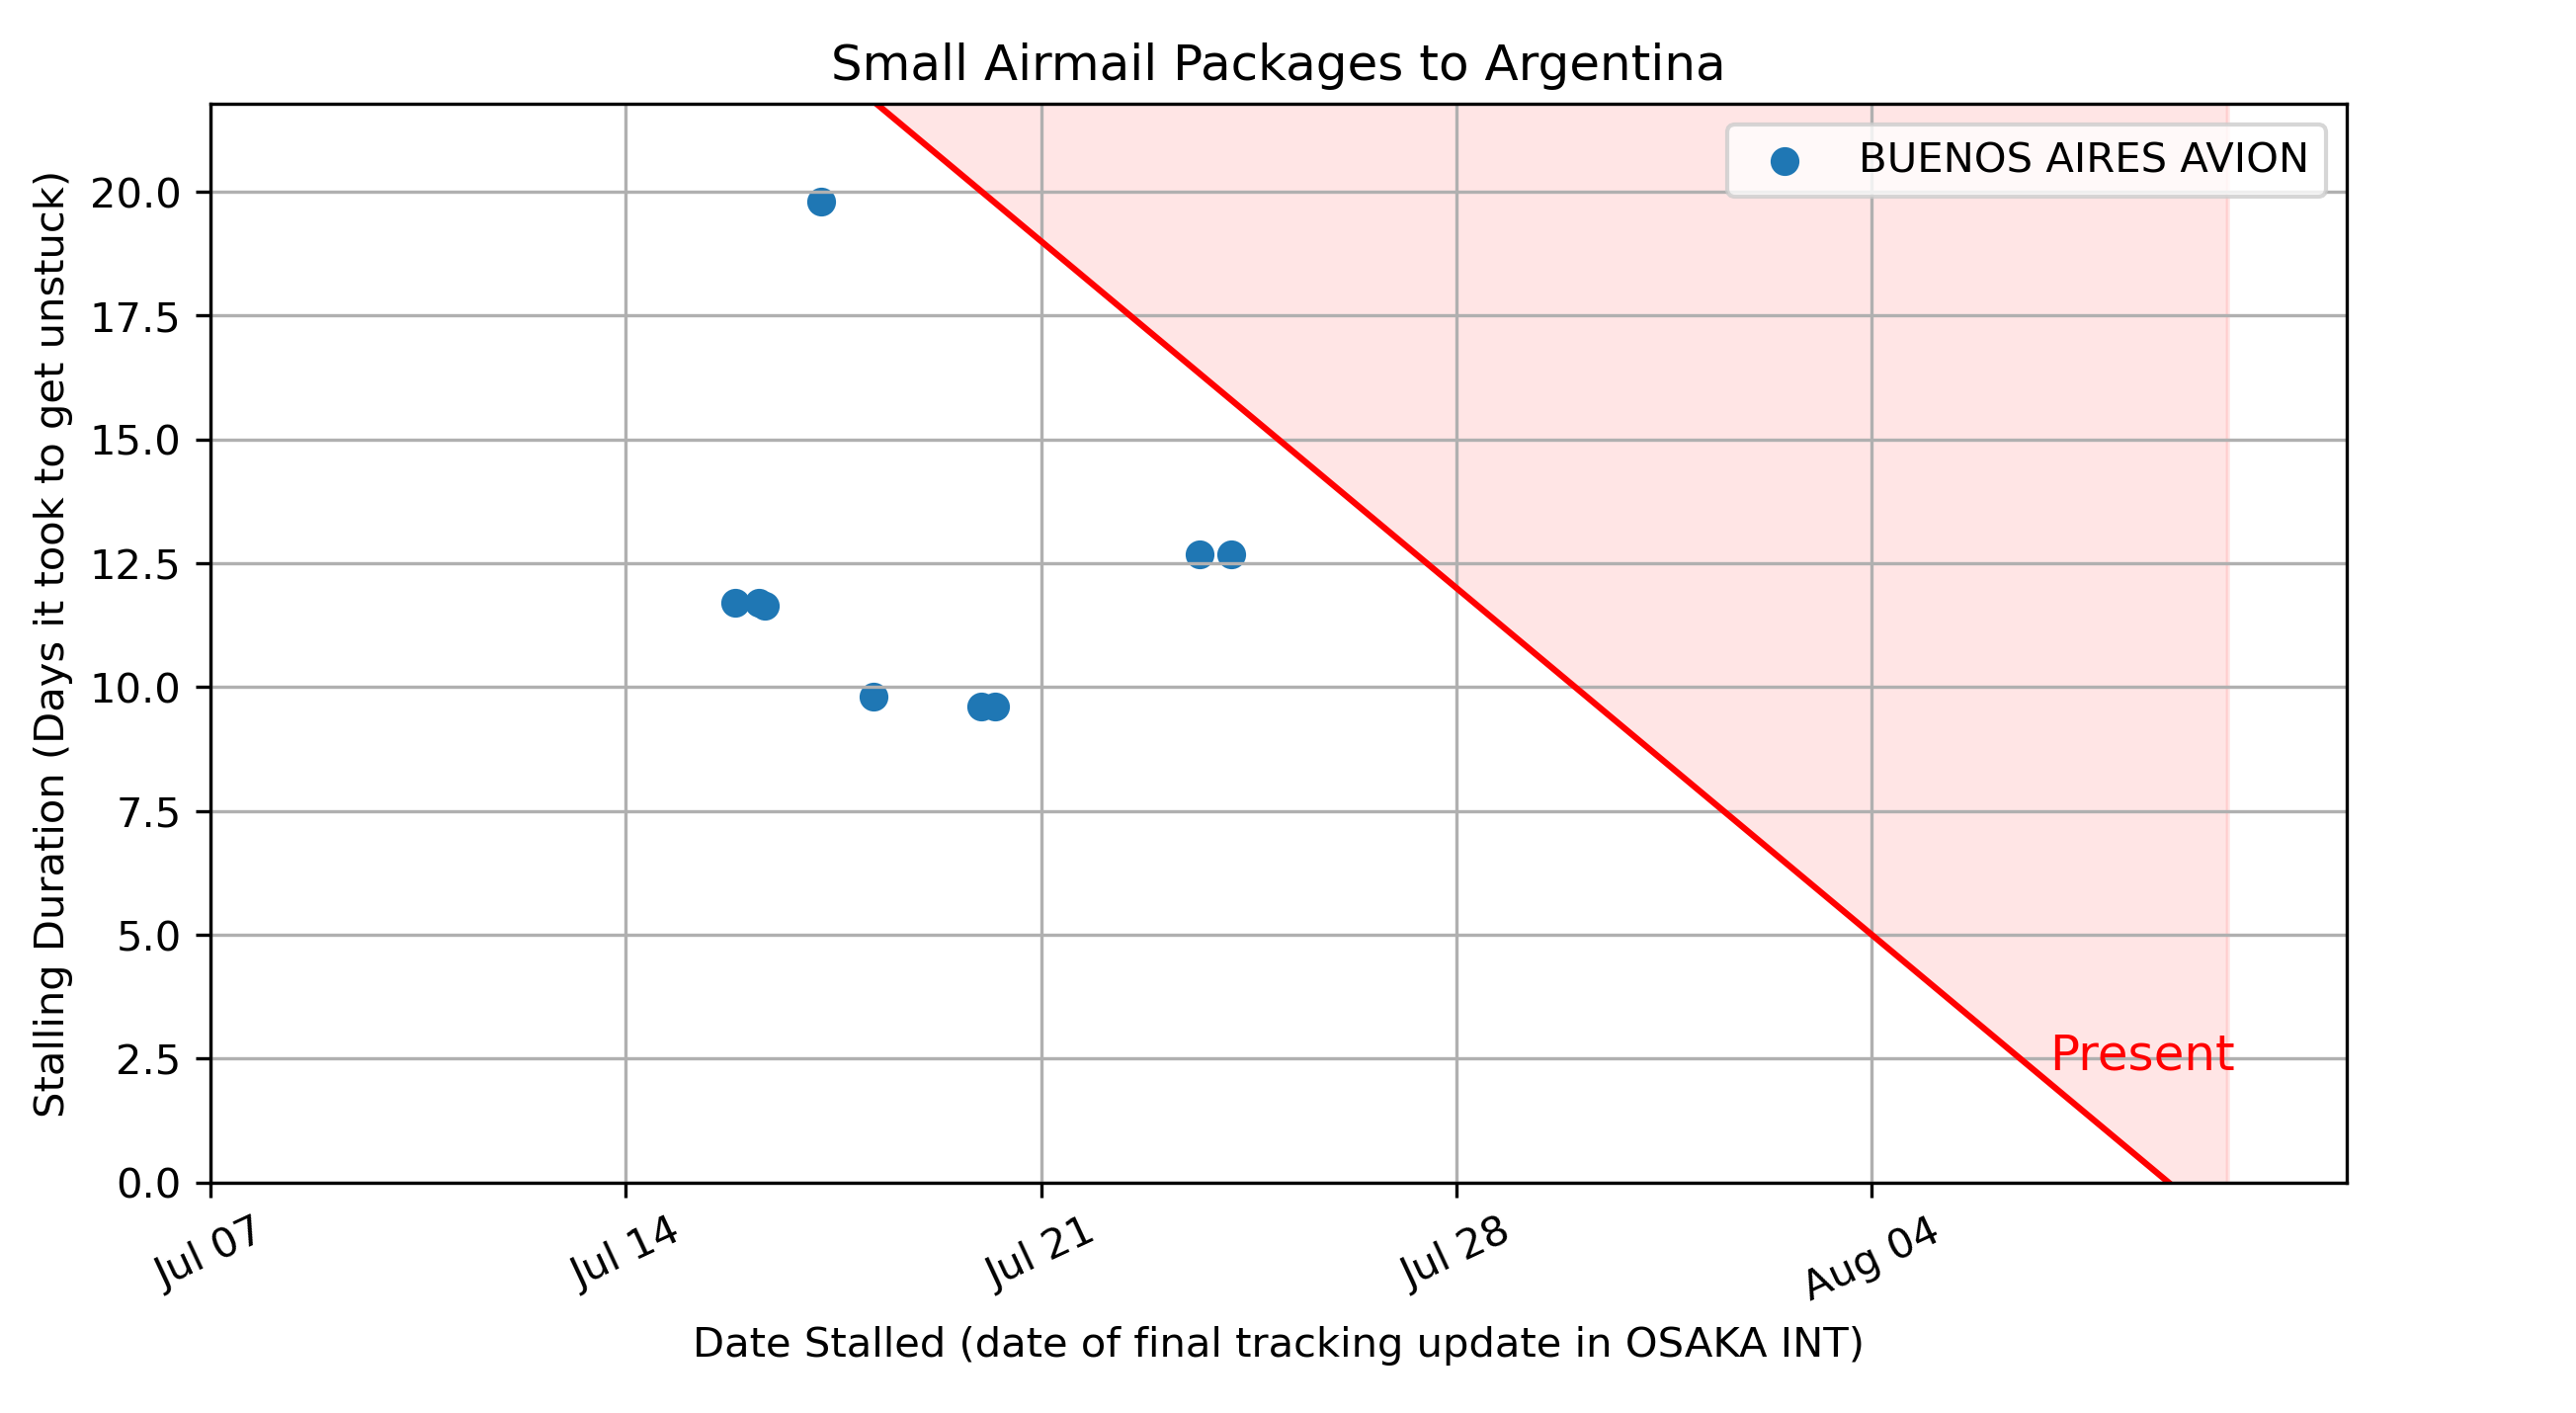 Small Airmail Packages to Argentina
BUENOS AIRES AVION
Stalling Duration (Days it took to get unstuck)
20.0
17.5
15.0
12.5
10.0
7.5
5.0
2.5
0.0
Present
Jul 07
Jul 14
Jul 21
Jul 28
Aug 04
Date Stalled (date of final tracking update in OSAKA INT)